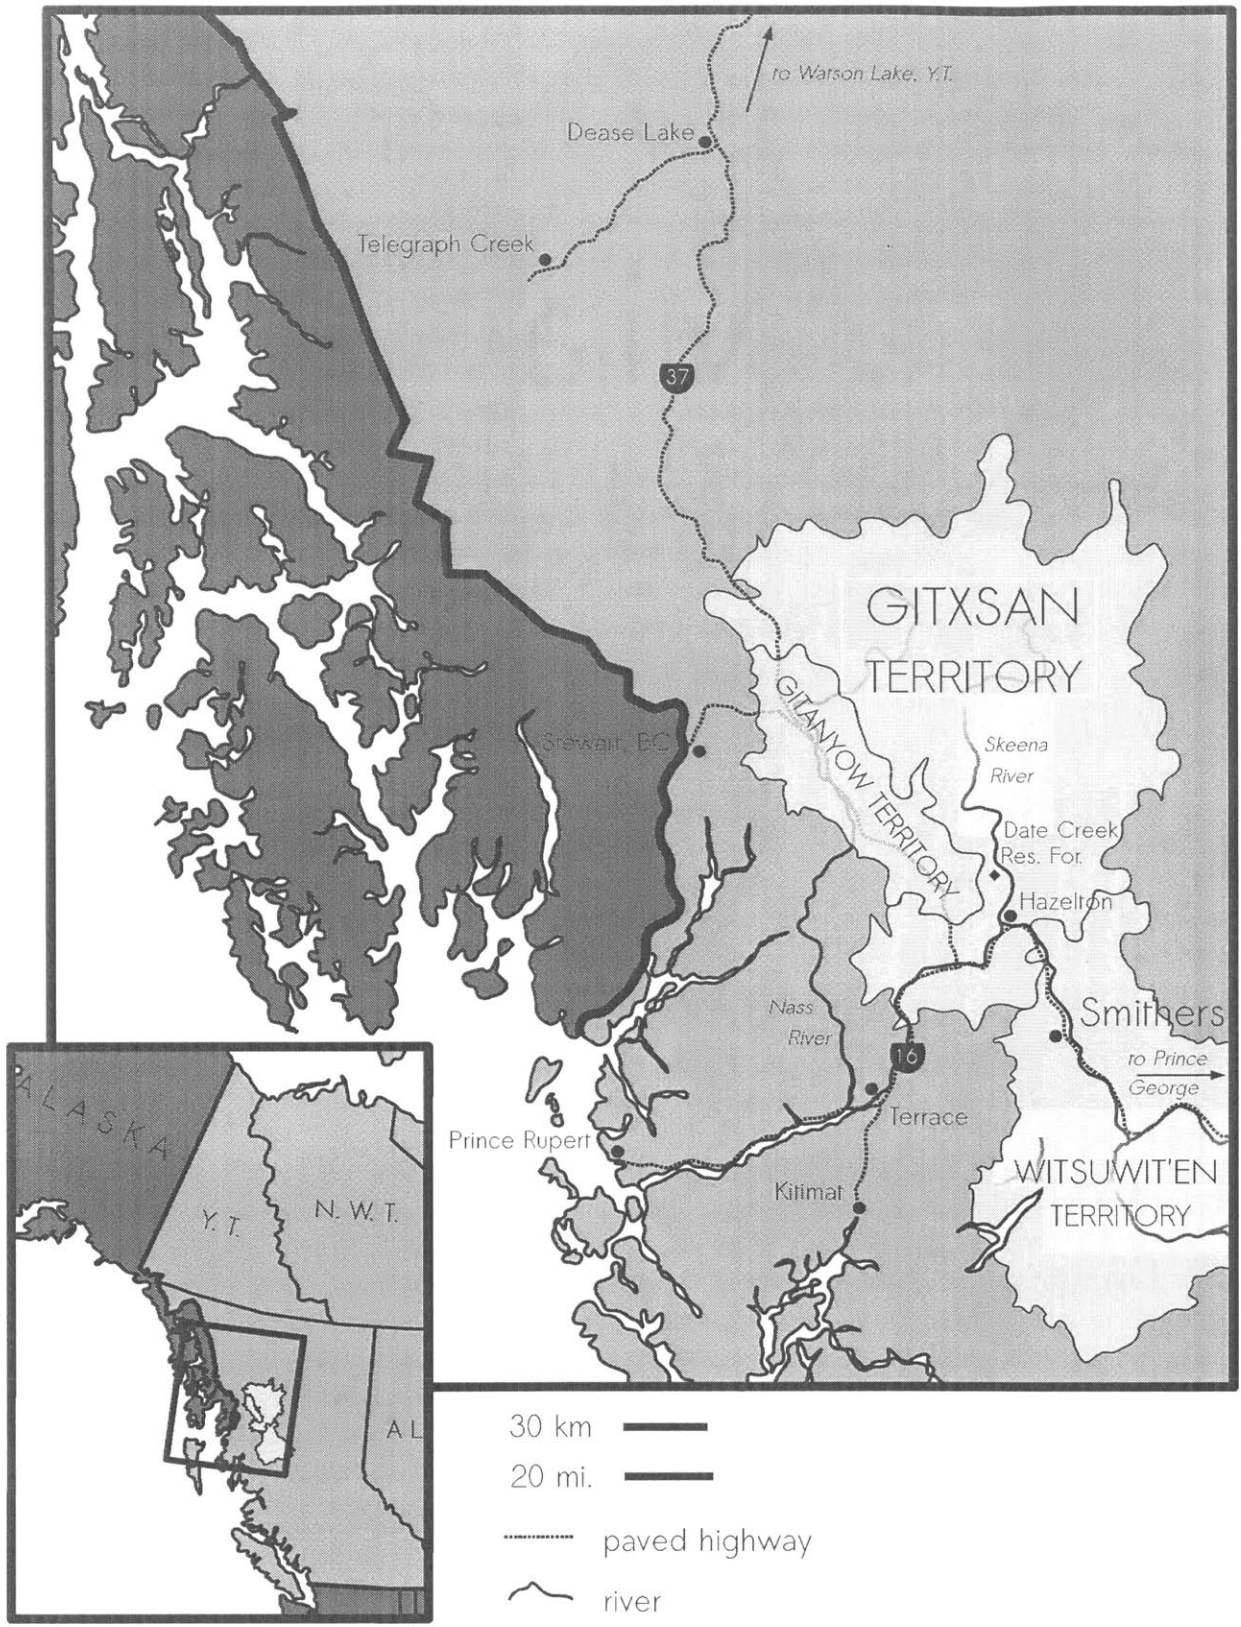 to Watson Lake, Y.T.
Dease Lake
Telegraph Creek
37
GITXSAN
TERRITORY
GITANYOW TERRITORY
Stewart, BC
Skeena
River
Date Creek
Res. For.
Hazelton
Nass
River
Smithers
16
to Prince
George
Terrace
Prince Rupert
Kitimat
WITSUWIT'EN
TERRITORY
ALASKA
Y. T.
N. W. T.
AL
30 km
20 mi.
paved highway
river